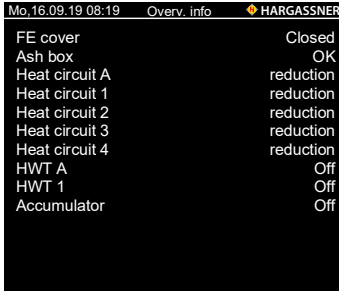 Mo,16.09.19 08:19 Overv. info HARGASSNER
FE cover Closed
Ash box OK
Heat circuit A reduction
Heat circuit 1 reduction
Heat circuit 2 reduction
Heat circuit 3 reduction
Heat circuit 4 reduction
HWT A Off
HWT 1 Off
Accumulator Off